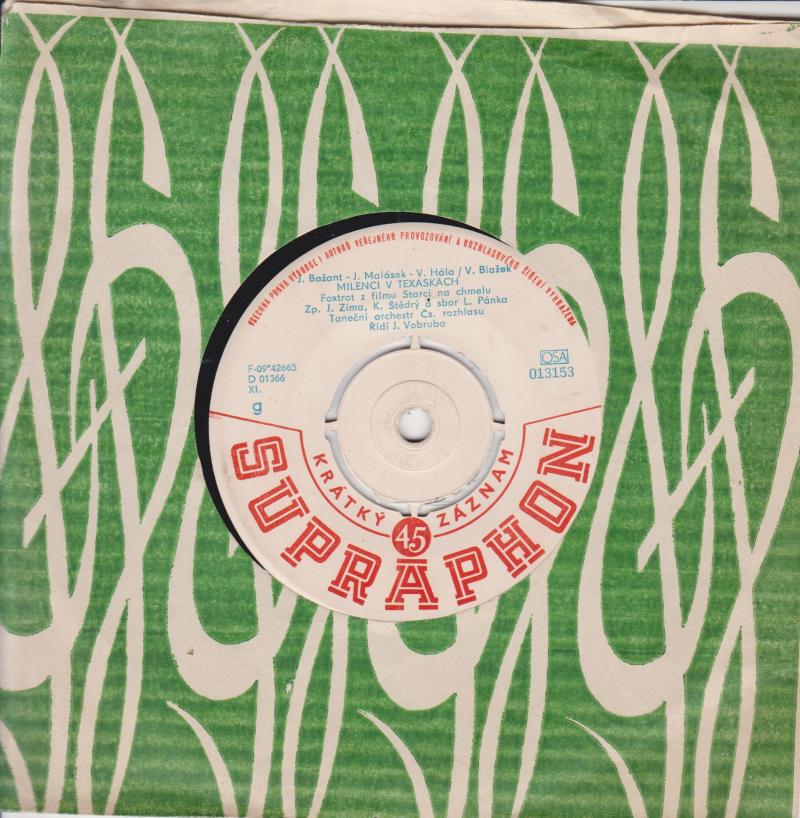 VŠECHNA PRÁVA VÝROBCE I AUTORŮ VEŘEJNÉHO PROVOZOVÁNÍ A ROZHLASOVÉHO ŠÍŘENÍ VYHRAŽENA
J. Bažant - J. Malásek - V. Hála / V. Blažek
MILENCI V TEXASKÁCH
Foxtrot z filmu Starci na chmelu
Zp. J. Zíma, K. Štědrý a sbor L. Pánka
Taneční orchestr Čs. rozhlasu
Řídí J. Vobruba
F-09*42665
D 01366
XI.
g
OSA
013153
KRÁTKÝ ZÁZNAM
45
SUPRAPHON